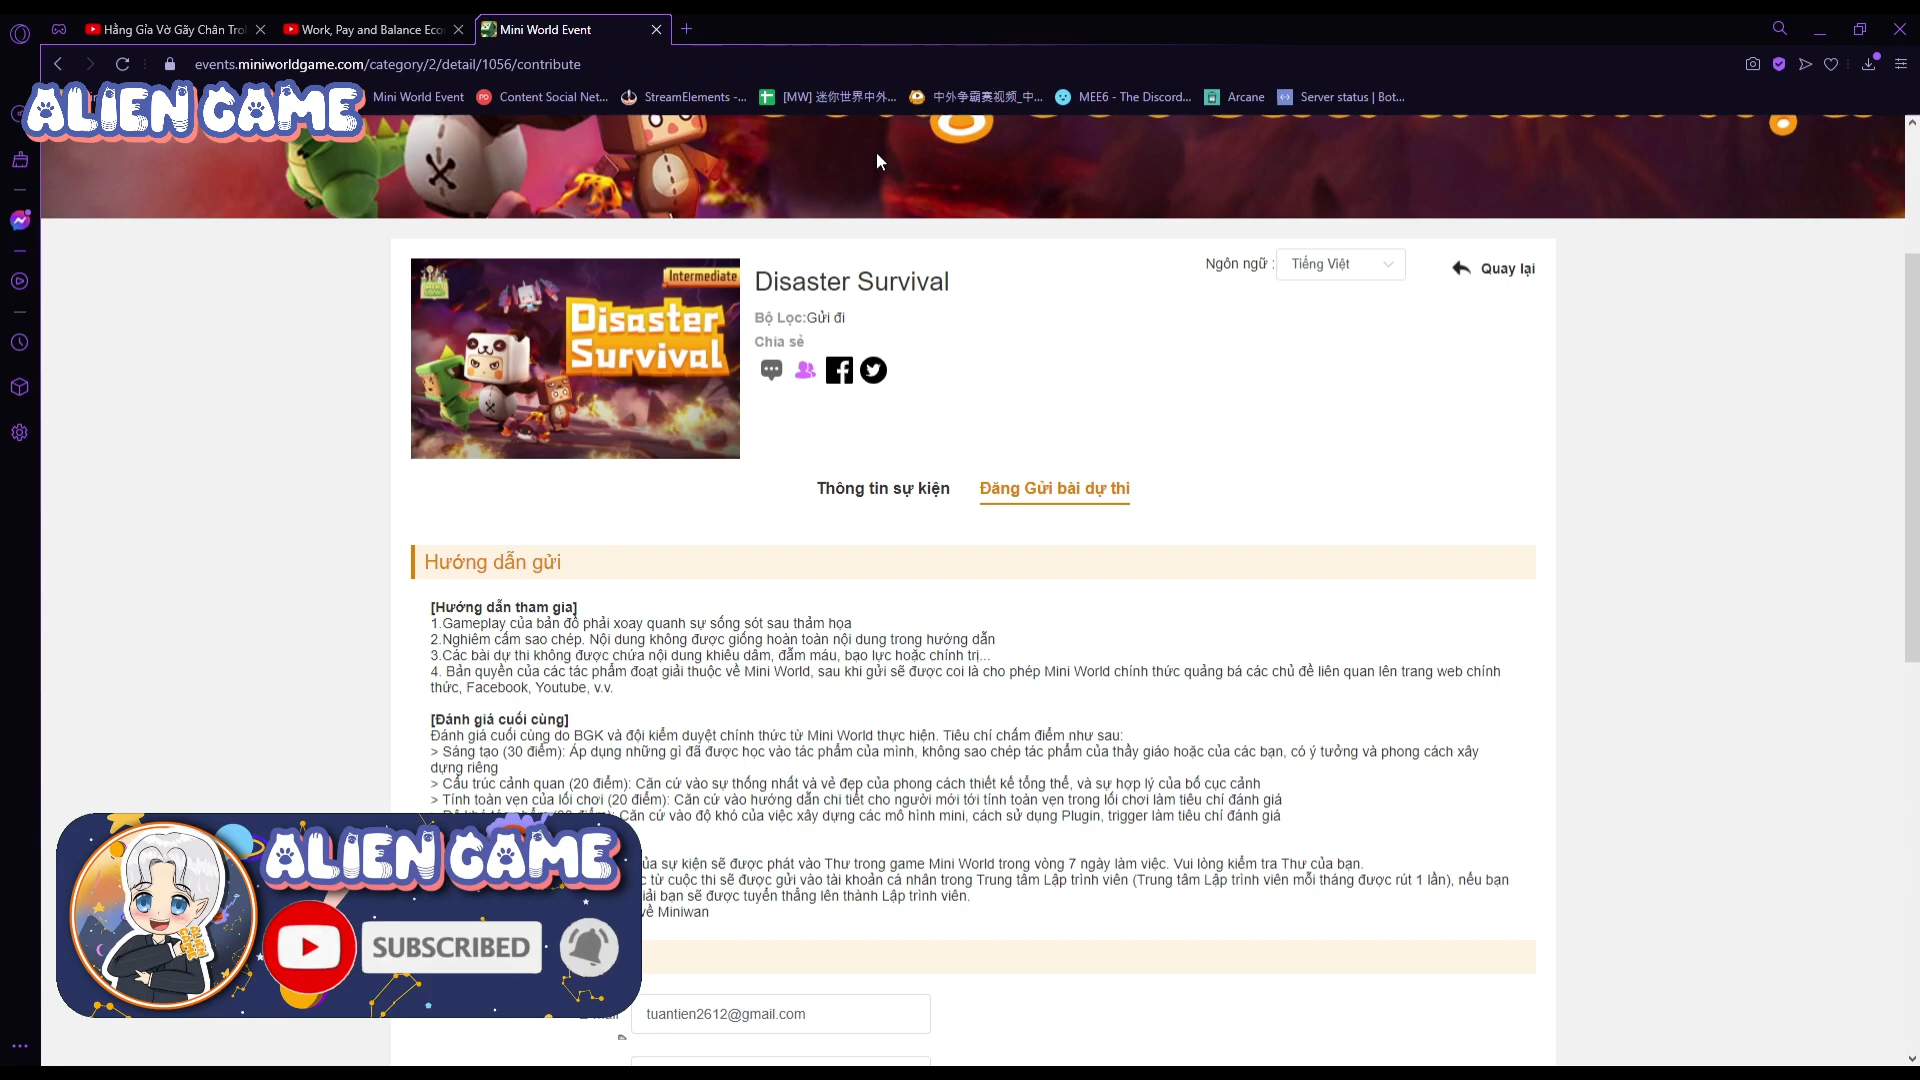 Hằng Gỉa Vờ Gãy Chân Trol
Work, Pay and Balance Eco
Mini World Event
events.miniworldgame.com/category/2/detail/1056/contribute
ALIEN GAME
Mini World Event
Content Social Net...
StreamElements -...
[MW] 迷你世界中外...
中外争霸赛视频_中...
MEE6 - The Discord...
Arcane
Server status | Bot...
Intermediate
Disaster
Survival
Disaster Survival
Ngôn ngữ :
Tiếng Việt
Quay lại
Bộ Lọc:Gửi đi
Chia sẻ
Thông tin sự kiện
Đăng Gửi bài dự thi
Hướng dẫn gửi
[Hướng dẫn tham gia]
1.Gameplay của bản đồ phải xoay quanh sự sống sót sau thảm họa
2.Nghiêm cấm sao chép. Nội dung không được giống hoàn toàn nội dung trong hướng dẫn
3.Các bài dự thi không được chứa nội dung khiêu dâm, đẫm máu, bạo lực hoặc chính trị...
4. Bản quyền của các tác phẩm đoạt giải thuộc về Mini World, sau khi gửi sẽ được coi là cho phép Mini World chính thức quảng bá các chủ đề liên quan lên trang web chính
thức, Facebook, Youtube, v.v.
[Đánh giá cuối cùng]
Đánh giá cuối cùng do BGK và đội kiểm duyệt chính thức từ Mini World thực hiện. Tiêu chí chấm điểm như sau:
> Sáng tạo (30 điểm): Áp dụng những gì đã được học vào tác phẩm của mình, không sao chép tác phẩm của thầy giáo hoặc của các bạn, có ý tưởng và phong cách xây
dựng riêng
> Cấu trúc cảnh quan (20 điểm): Căn cứ vào sự thống nhất và vẻ đẹp của phong cách thiết kế tổng thể, và sự hợp lý của bố cục cảnh
> Tính toàn vẹn của lối chơi (20 điểm): Căn cứ vào hướng dẫn chi tiết cho người mới tới tính toàn vẹn trong lối chơi làm tiêu chí đánh giá
Căn cứ vào độ khó của việc xây dựng các mô hình mini, cách sử dụng Plugin, trigger làm tiêu chí đánh giá
ủa sự kiện sẽ được phát vào Thư trong game Mini World trong vòng 7 ngày làm việc. Vui lòng kiểm tra Thư của bạn.
c từ cuộc thi sẽ được gửi vào tài khoản cá nhân trong Trung tâm Lập trình viên (Trung tâm Lập trình viên mỗi tháng được rút 1 lần), nếu bạn
iải bạn sẽ được tuyển thẳng lên thành Lập trình viên.
về Miniwan
ALIEN GAME
SUBSCRIBED
tuantien2612@gmail.com